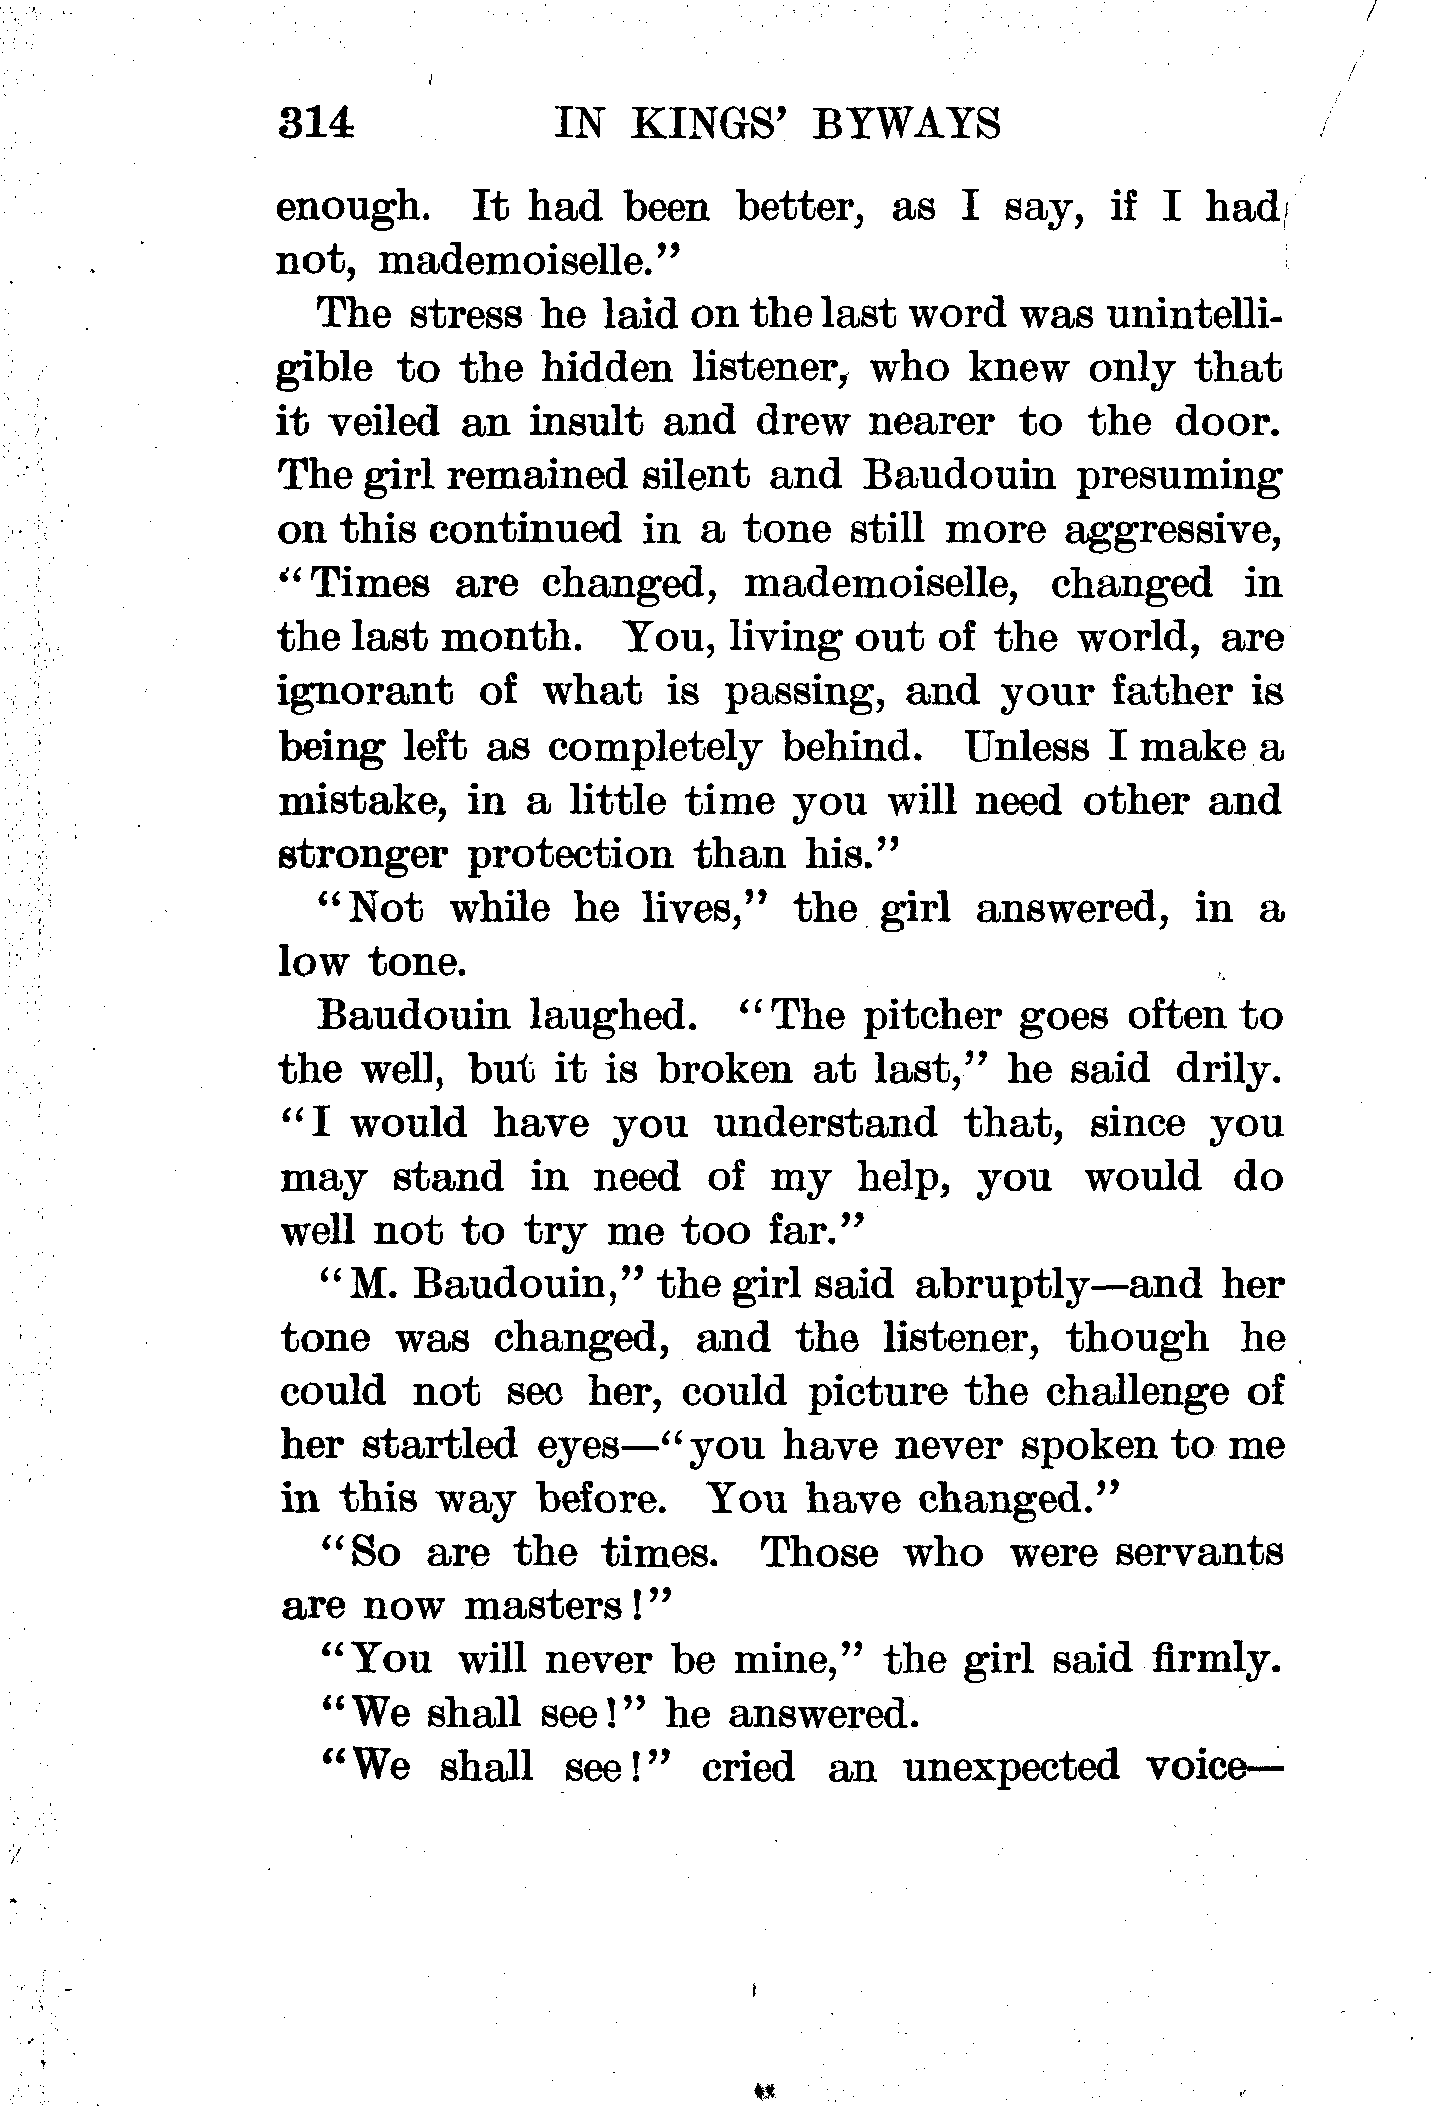 314 IN KINGS' BYWAYS
enough. It had been better, as I say, if I had
not, mademoiselle."
The stress he laid on the last word was unintelli-
gible to the hidden listener, who knew only that
it veiled an insult and drew nearer to the door.
The girl remained silent and Baudouin presuming
on this continued in a tone still more aggressive,
"Times are changed, mademoiselle, changed in
the last month. You, living out of the world, are
ignorant of what is passing, and your father is
being left as completely behind. Unless I make a
mistake, in a little time you will need other and
stronger protection than his."
"Not while he lives," the girl answered, in a
low tone.
Baudouin laughed. "The pitcher goes often to
the well, but it is broken at last," he said drily.
"I would have you understand that, since you
may stand in need of my help, you would do
well not to try me too far."
"M. Baudouin," the girl said abruptly—and her
tone was changed, and the listener, though he
could not see her, could picture the challenge of
her startled eyes—"you have never spoken to me
in this way before. You have changed."
"So are the times. Those who were servants
are now masters!"
"You will never be mine," the girl said firmly.
"We shall see!" he answered.
"We shall see!" cried an unexpected voice—